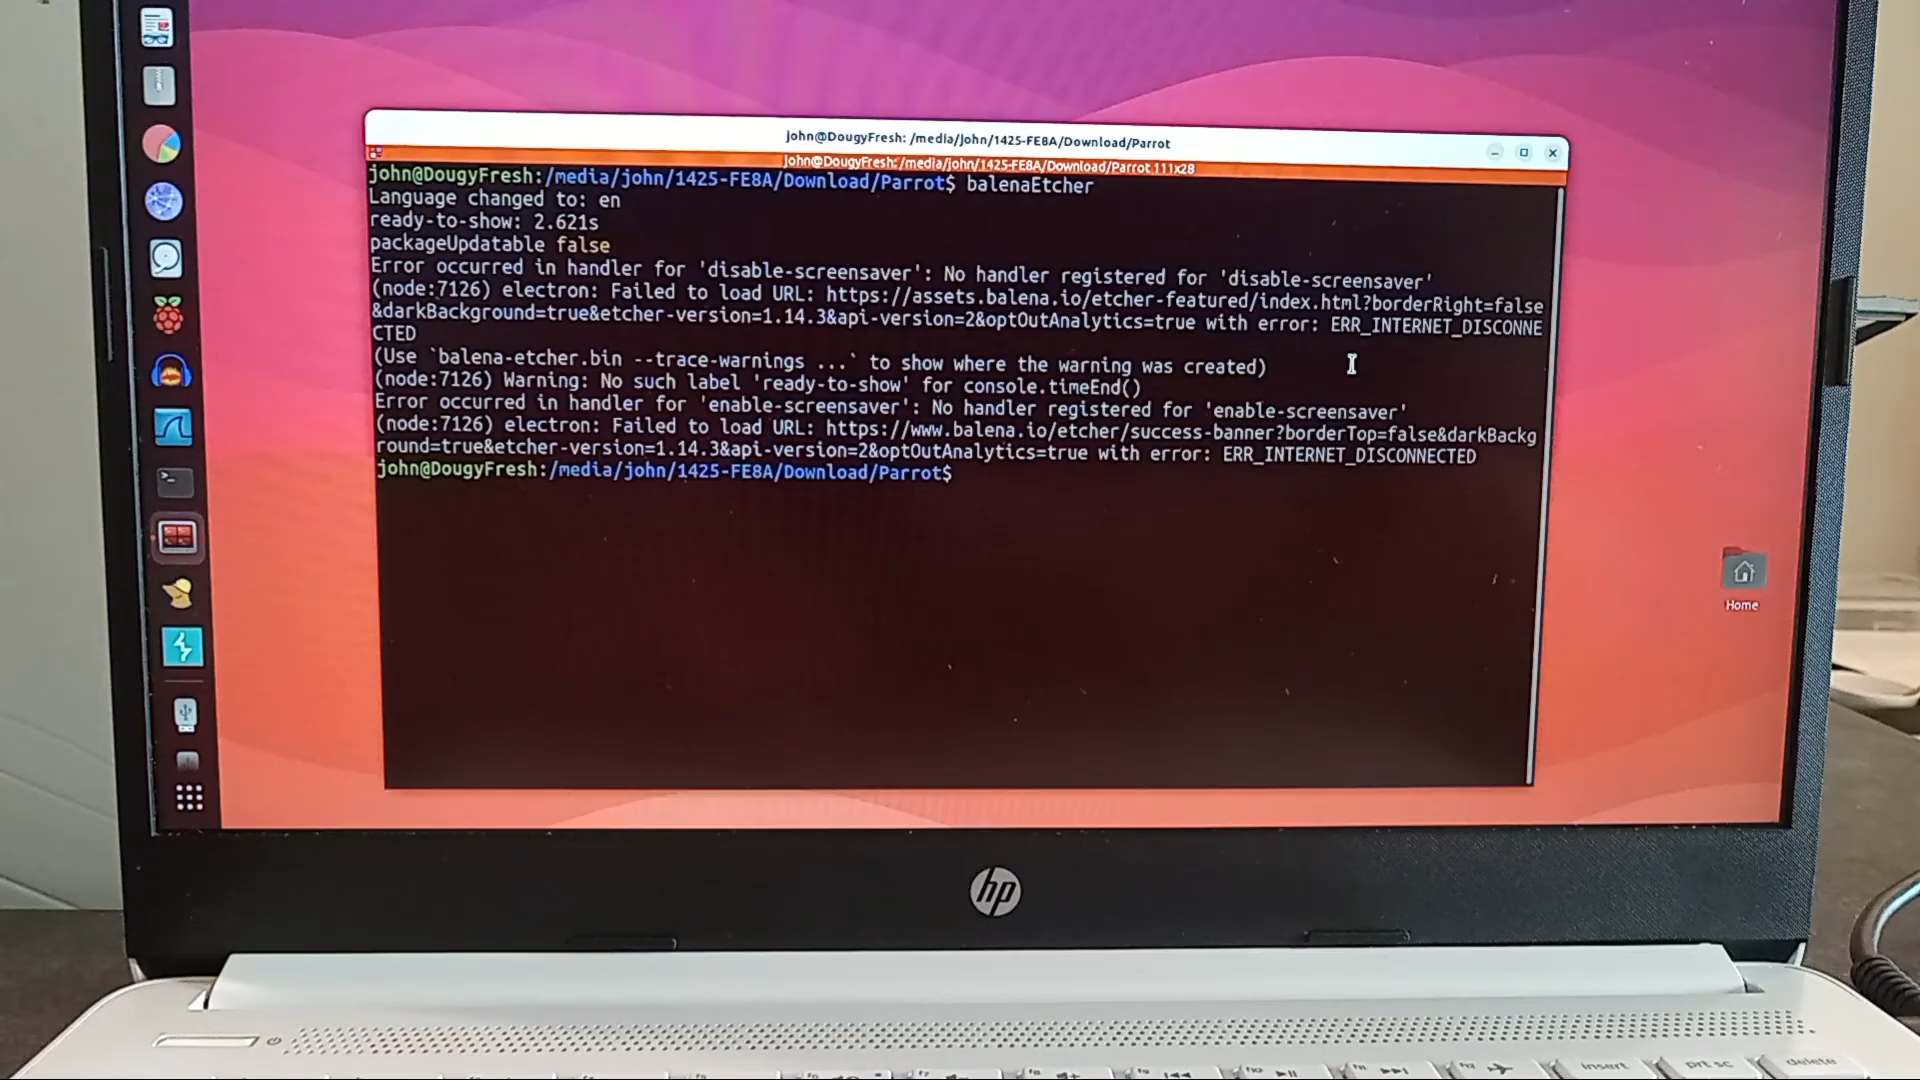 john@DougyFresh: /media/john/1425-FE8A/Download/Parrot
john@DougyFresh: /media/john/1425-FE8A/Download/Parrot 111x28
john@DougyFresh:/media/john/1425-FE8A/Download/Parrot$ balenaEtcher
Language changed to: en
ready-to-show: 2.621s
packageUpdatable false
Error occurred in handler for 'disable-screensaver': No handler registered for 'disable-screensaver'
(node:7126) electron: Failed to load URL: https://assets.balena.io/etcher-featured/index.html?borderRight=false
&darkBackground=true&etcher-version=1.14.3&api-version=2&optOutAnalytics=true with error: ERR_INTERNET_DISCONNE
CTED
(Use `balena-etcher.bin --trace-warnings ...` to show where the warning was created)
(node:7126) Warning: No such label 'ready-to-show' for console.timeEnd()
Error occurred in handler for 'enable-screensaver': No handler registered for 'enable-screensaver'
(node:7126) electron: Failed to load URL: https://www.balena.io/etcher/success-banner?borderTop=false&darkBackg
round=true&etcher-version=1.14.3&api-version=2&optOutAnalytics=true with error: ERR_INTERNET_DISCONNECTED
john@DougyFresh:/media/john/1425-FE8A/Download/Parrot$
Home
hp
insert
prt sc
delete